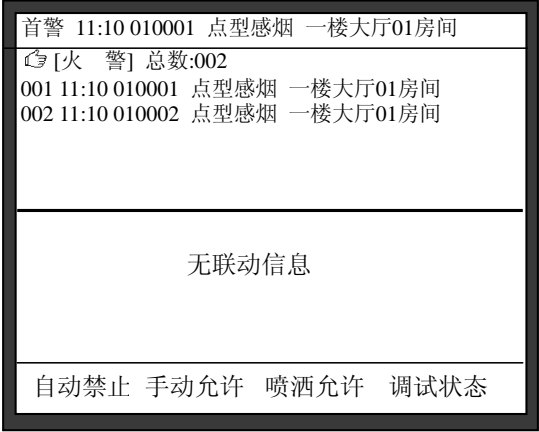 首警 11:10 010001 点型感烟 一楼大厅01房间
[火 警] 总数:002
001 11:10 010001 点型感烟 一楼大厅01房间
002 11:10 010002 点型感烟 一楼大厅01房间
无联动信息
自动禁止 手动允许 喷洒允许 调试状态